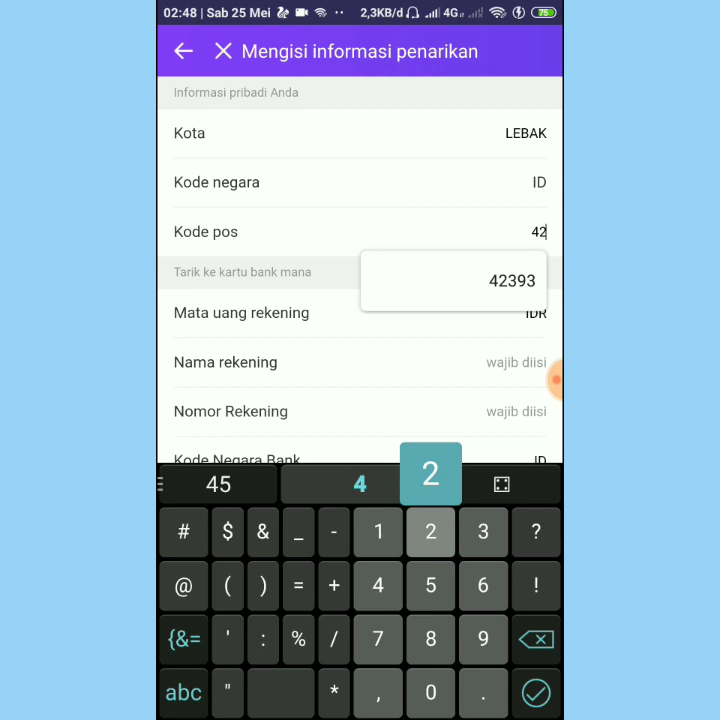 02:48 | Sab 25 Mei ·· 2,3KB/d 4G 75
Mengisi informasi penarikan
Informasi pribadi Anda
Kota LEBAK
Kode negara ID
Kode pos 42
Tarik ke kartu bank mana
42393
Mata uang rekening IDR
Nama rekening wajib diisi
Nomor Rekening wajib diisi
Kode Negara Bank ID
45 4 2
# $ & _ - 1 2 3 ?
@ ( ) = + 4 5 6 !
{&= ' : % / 7 8 9
abc " * , 0 .